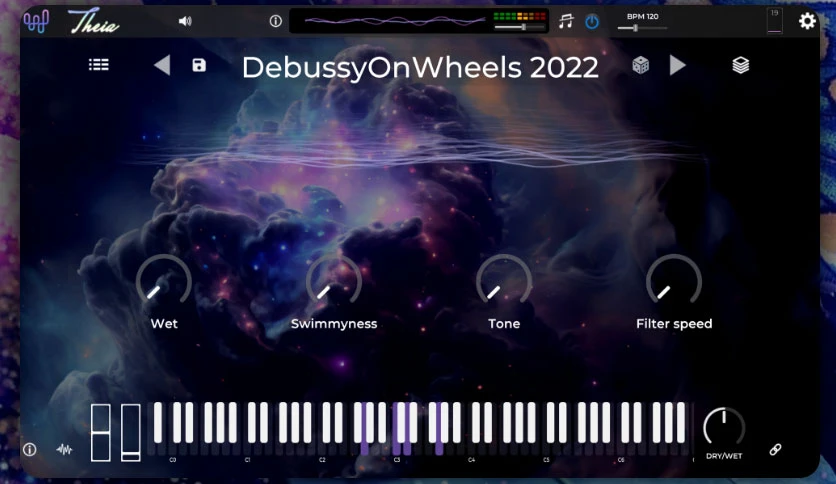 Theia
BPM 120
19
DebussyOnWheels 2022
Wet
Swimmyness
Tone
Filter speed
C0
C1
C2
C3
C4
C5
C6
DRY/WET